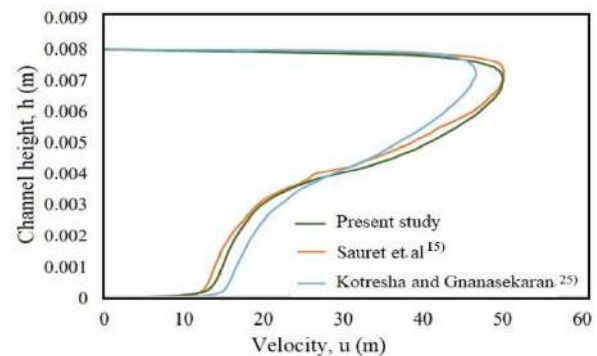 0.009
0.008
0.007
0.006
0.005
0.004
0.003
0.002
0.001
0
Channel height, h (m)
Present study
Sauret et.al 15)
Kotresha and Gnanasekaran. 25)
0 10 20 30 40 50 60
Velocity, u (m)